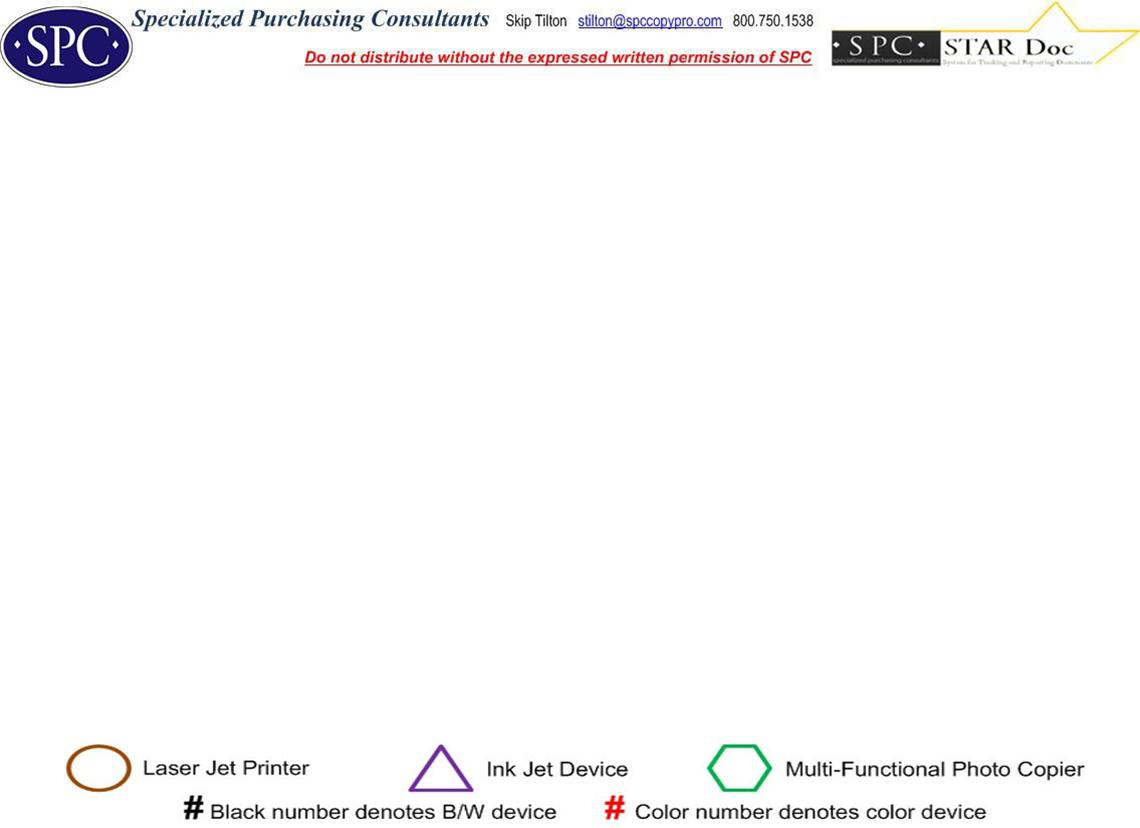 SPC
Specialized Purchasing Consultants Skip Tilton stilton@spccopypro.com 800.750.1538
Do not distribute without the expressed written permission of SPC
· S P C · STAR Doc
specialized purchasing consultants System for Tracking and Reporting Documents
Laser Jet Printer Ink Jet Device Multi-Functional Photo Copier
# Black number denotes B/W device # Color number denotes color device